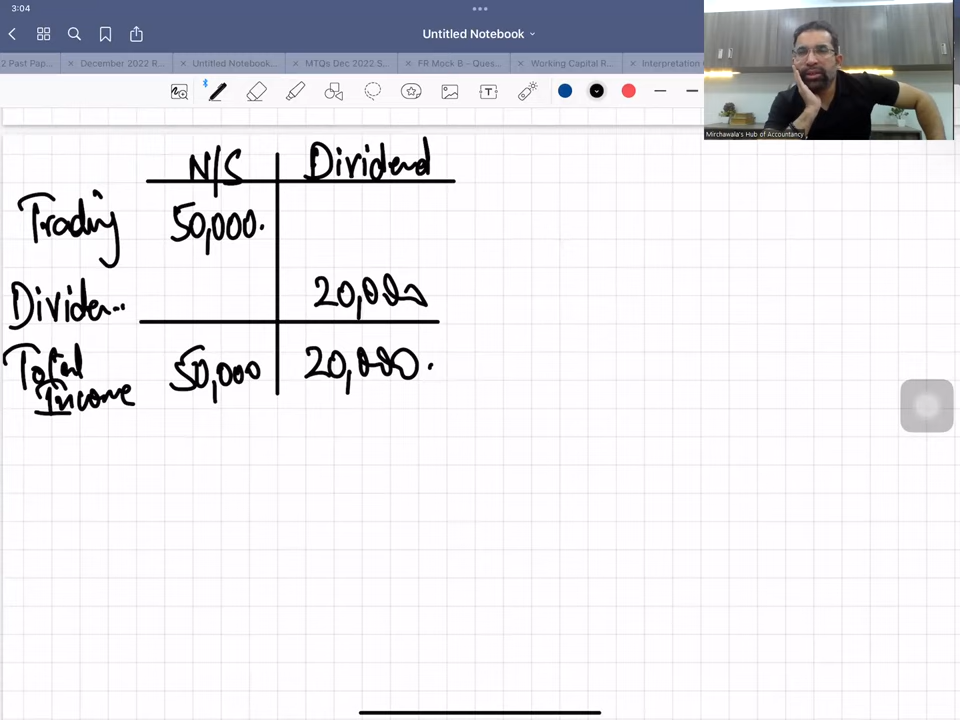 3:04
Untitled Notebook
2 Past Pap...
December 2022 R...
Untitled Notebook...
MTQs Dec 2022 S...
FR Mock B - Ques...
Working Capital R...
Interpretation
Mirchawala's Hub of Accountancy
N/S Dividend
Trading 50,000.
Dividen.. 20,000
Total Income 50,000 20,000.